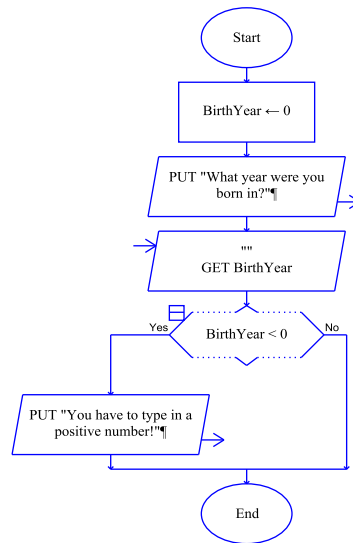 Start
BirthYear ← 0
PUT "What year were you
born in?"¶
""
GET BirthYear
BirthYear < 0
Yes
No
PUT "You have to type in a
positive number!"¶
End